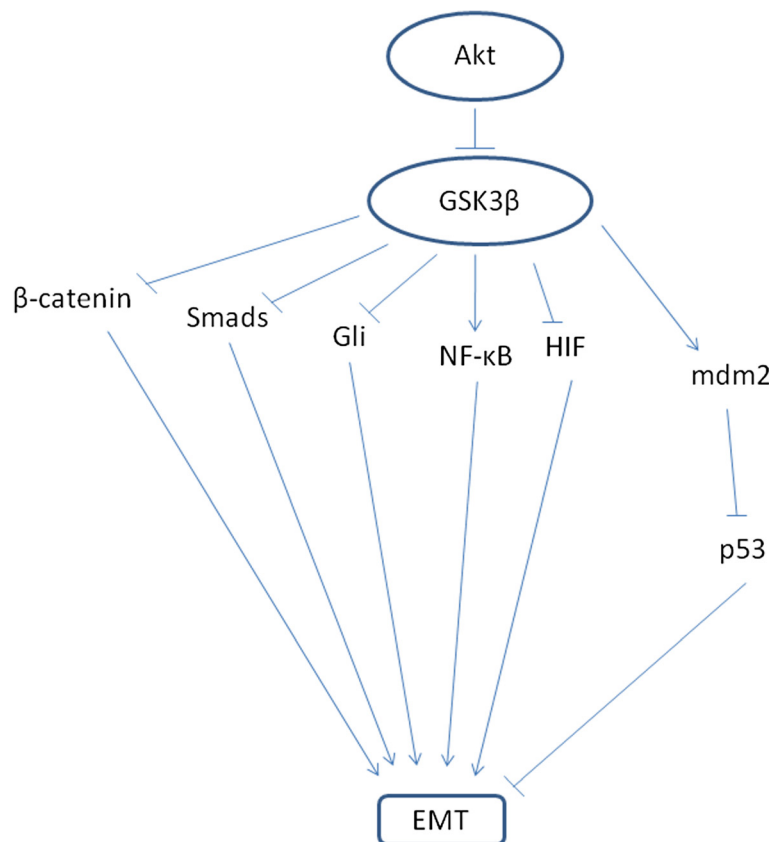 Akt
GSK3β
β-catenin
Smads
Gli
NF-κB
HIF
mdm2
p53
EMT